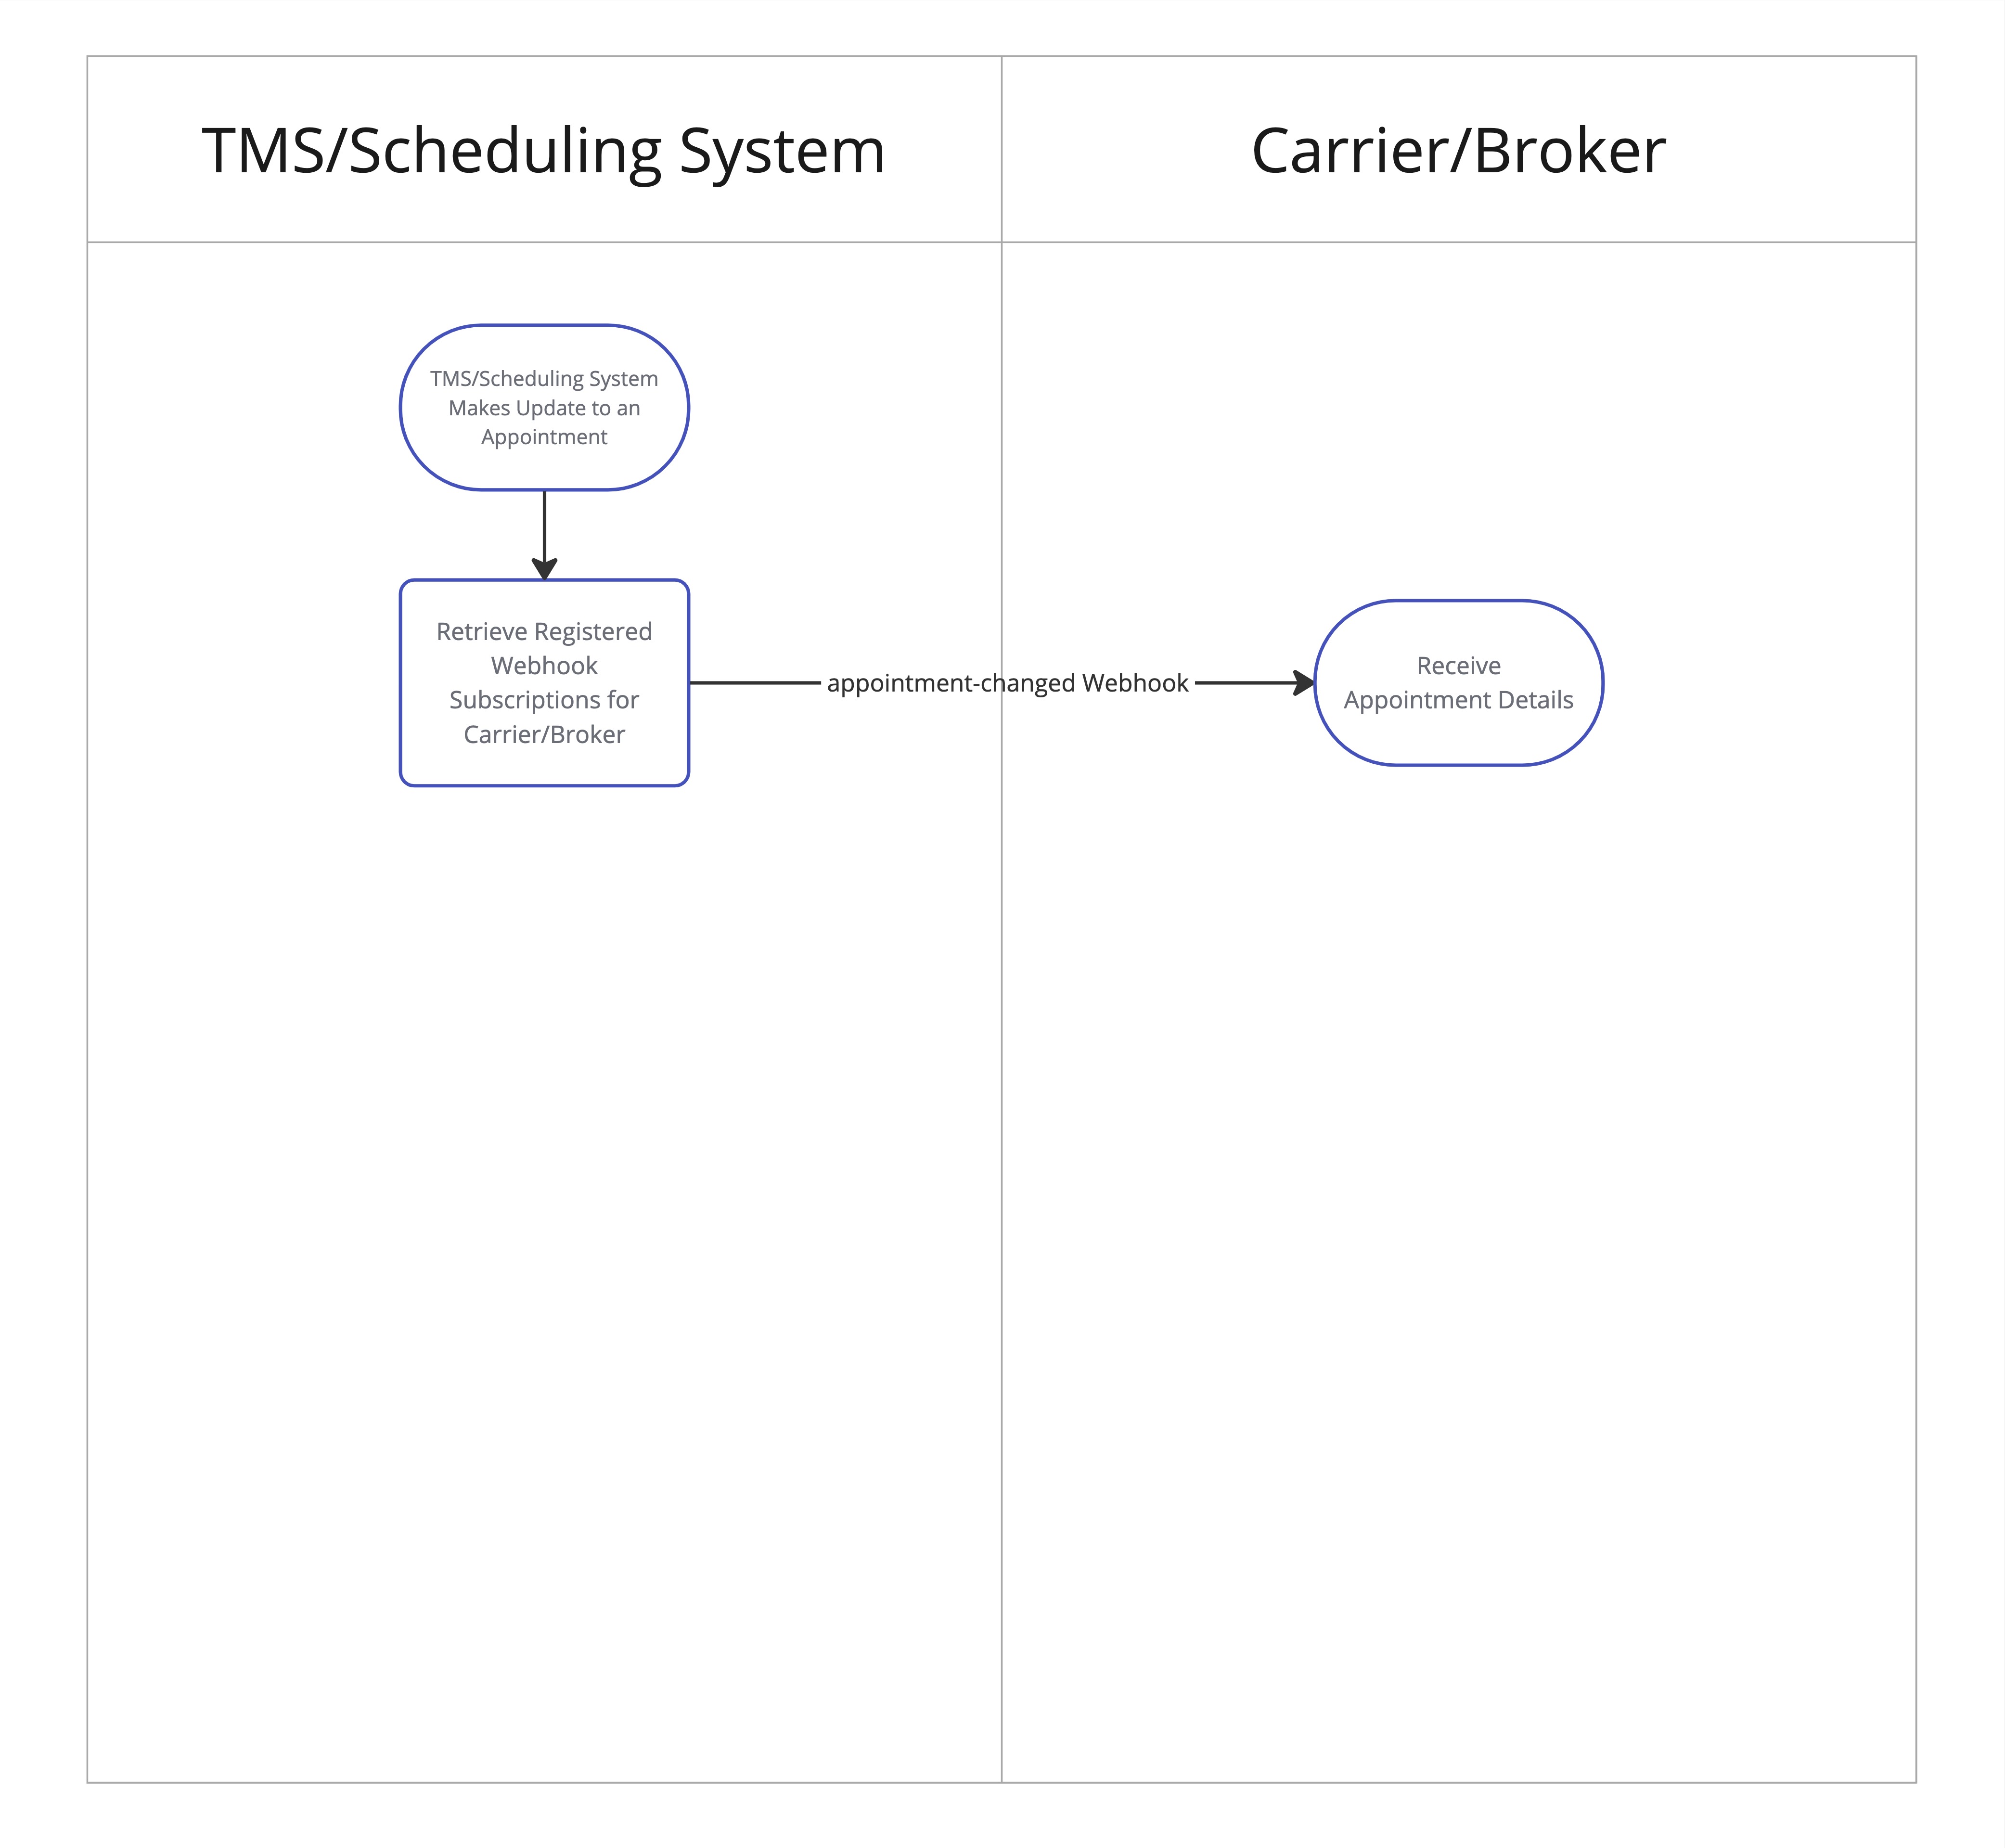 TMS/Scheduling System
Carrier/Broker
TMS/Scheduling System
Makes Update to an
Appointment
Retrieve Registered
Webhook
Subscriptions for
Carrier/Broker
appointment-changed Webhook
Receive
Appointment Details